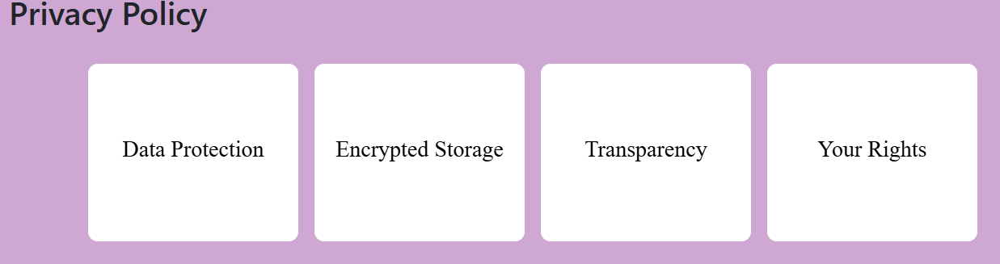 Privacy Policy
Data Protection
Encrypted Storage
Transparency
Your Rights